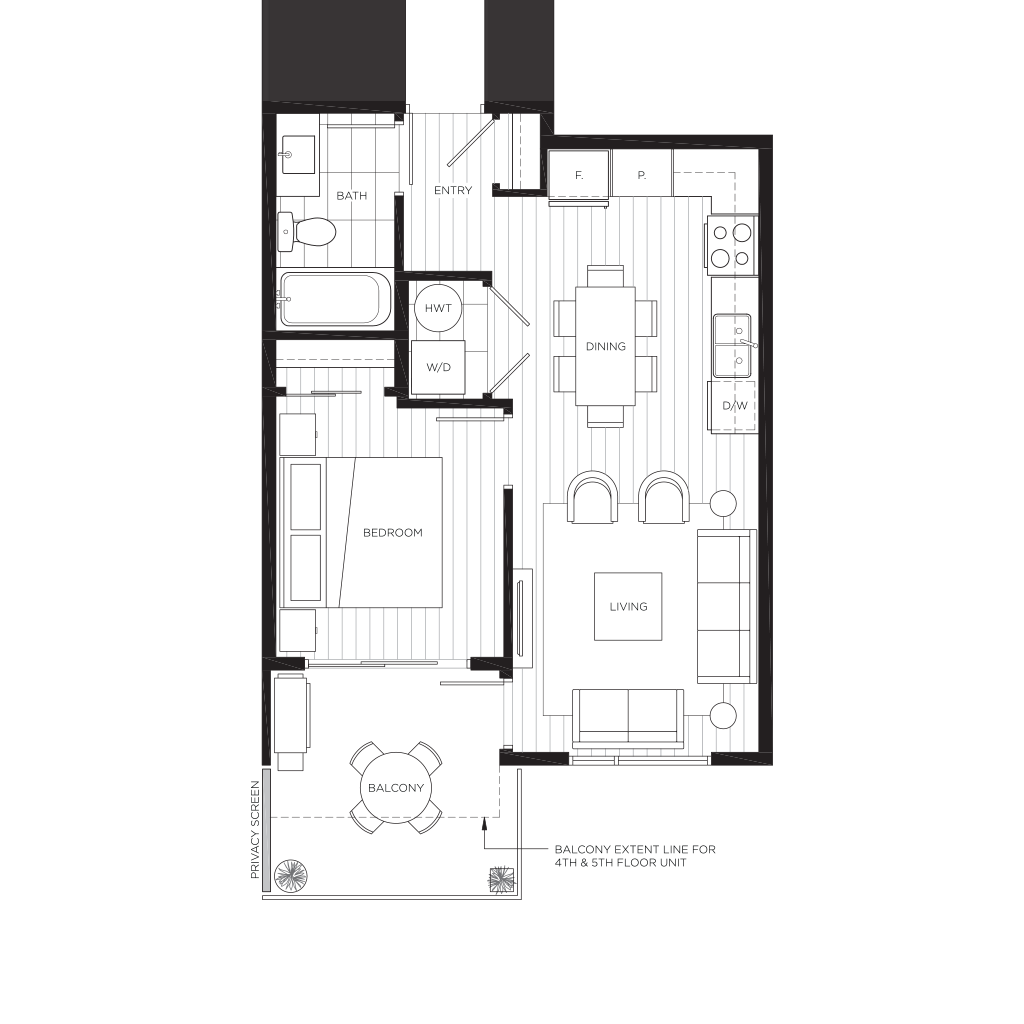 F.
P.
ENTRY
BATH
HWT
DINING
W/D
D/W
BEDROOM
LIVING
BALCONY
PRIVACY SCREEN
BALCONY EXTENT LINE FOR
4TH & 5TH FLOOR UNIT